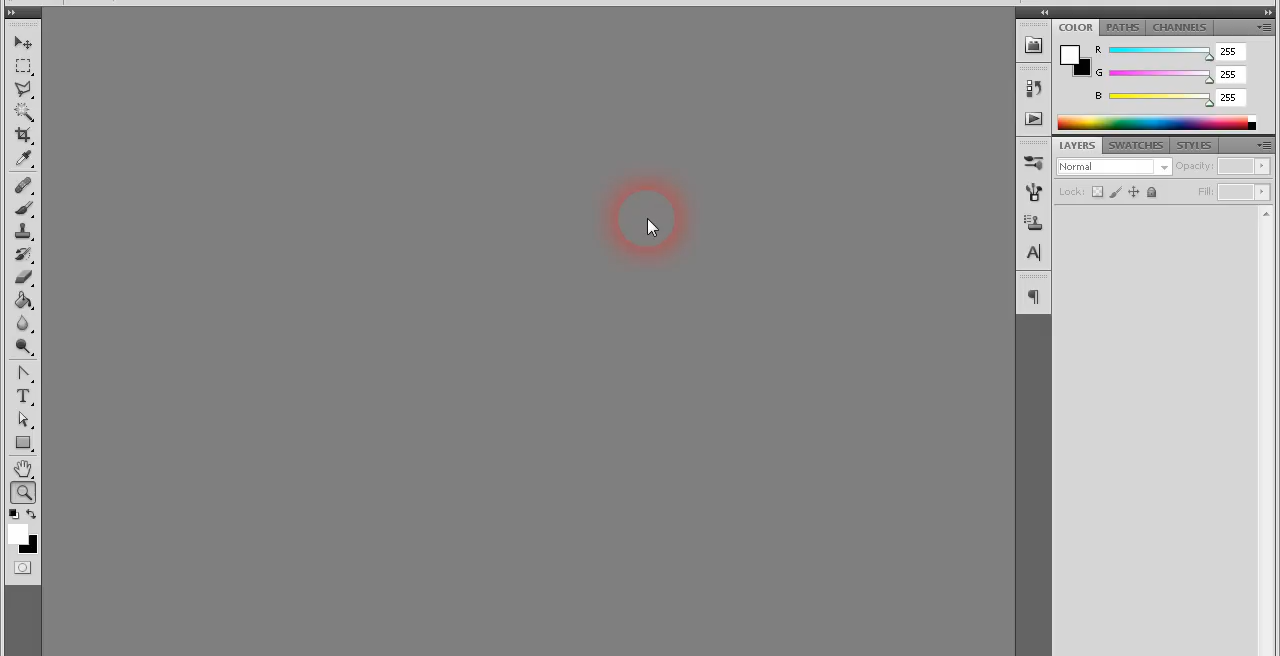 COLOR PATHS CHANNELS
R 255
G 255
B 255
LAYERS SWATCHES STYLES
Normal Opacity:
Lock: Fill: